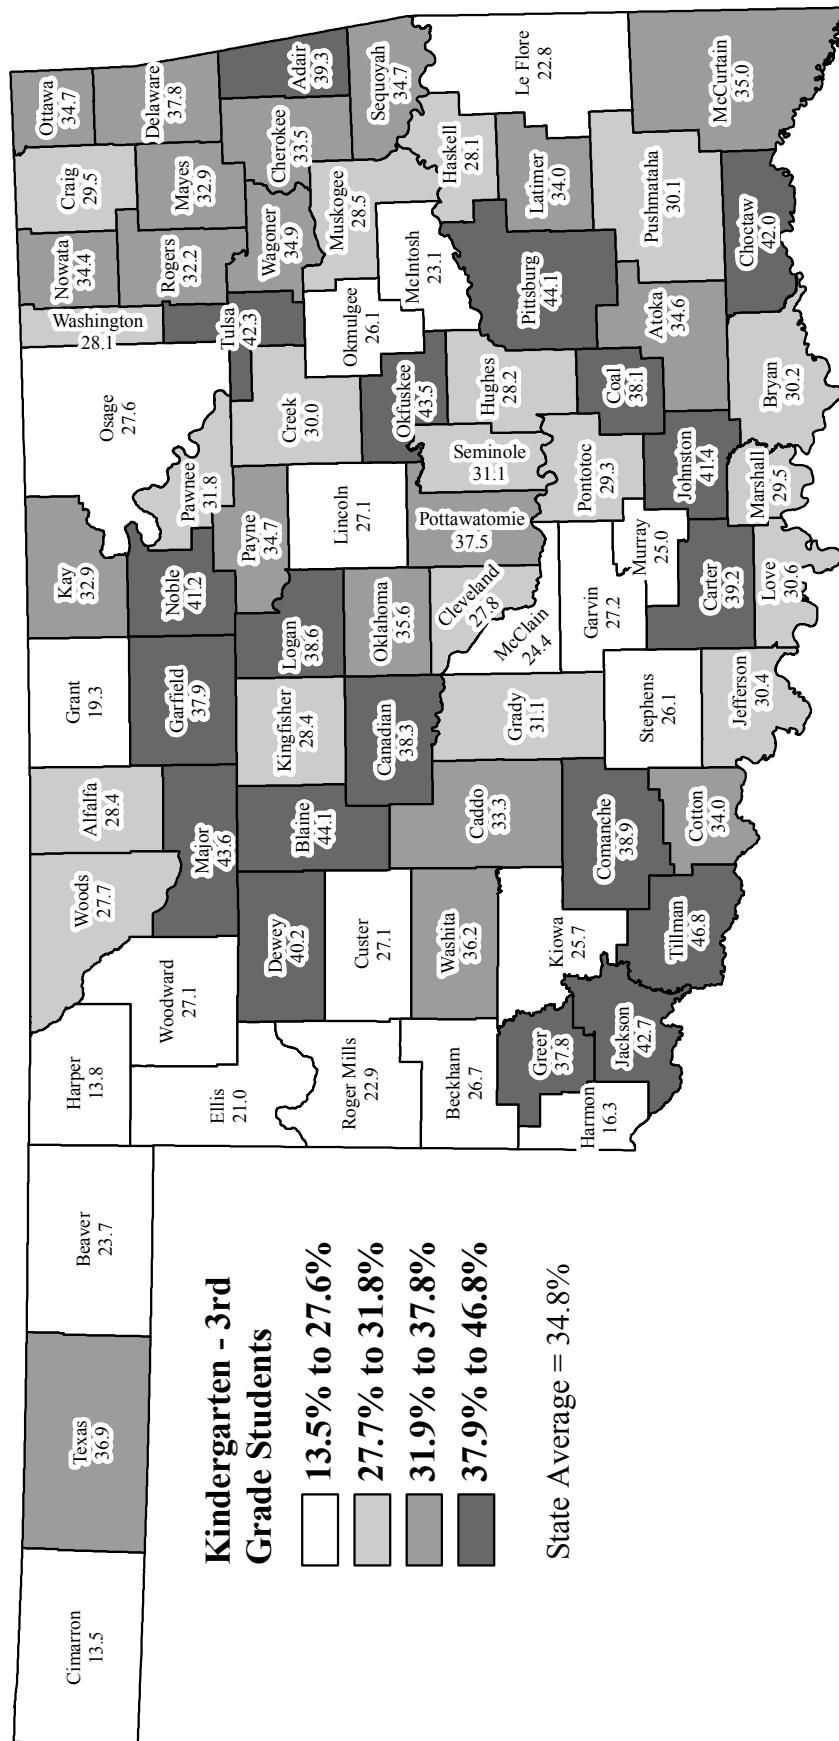 Cimarron
13.5
Texas
36.9
Beaver
23.7
Harper
13.8
Woods
27.7
Alfalfa
28.4
Grant
19.3
Kay
32.9
Osage
27.6
Washington
28.1
Nowata
34.4
Craig
29.5
Ottawa
34.7
Ellis
21.0
Woodward
27.1
Major
43.6
Garfield
37.9
Noble
41.2
Pawnee
31.8
Rogers
32.2
Mayes
32.9
Delaware
37.8
Roger Mills
22.9
Dewey
40.2
Blaine
44.1
Kingfisher
28.4
Logan
38.6
Payne
34.7
Creek
30.0
Tulsa
42.3
Wagoner
34.9
Cherokee
33.5
Adair
39.3
Beckham
26.7
Custer
27.1
Canadian
38.3
Oklahoma
35.6
Lincoln
27.1
Okfuskee
43.5
Okmulgee
26.1
Muskogee
28.5
Sequoyah
34.7
Washita
36.2
Caddo
33.3
Grady
31.1
Cleveland
27.8
Pottawatomie
37.5
Seminole
31.1
Hughes
28.2
McIntosh
23.1
Haskell
28.1
Le Flore
22.8
Harmon
16.3
Greer
37.8
Kiowa
25.7
Comanche
38.9
McClain
24.4
Garvin
27.2
Pontotoc
29.3
Pittsburg
44.1
Latimer
34.0
Jackson
42.7
Tillman
46.8
Cotton
34.0
Stephens
26.1
Murray
25.0
Coal
38.1
Atoka
34.6
Pushmataha
30.1
McCurtain
35.0
Jefferson
30.4
Carter
39.2
Johnston
41.4
Love
30.6
Marshall
29.5
Bryan
30.2
Choctaw
42.0
Kindergarten - 3rd
Grade Students
13.5% to 27.6%
27.7% to 31.8%
31.9% to 37.8%
37.9% to 46.8%
State Average = 34.8%